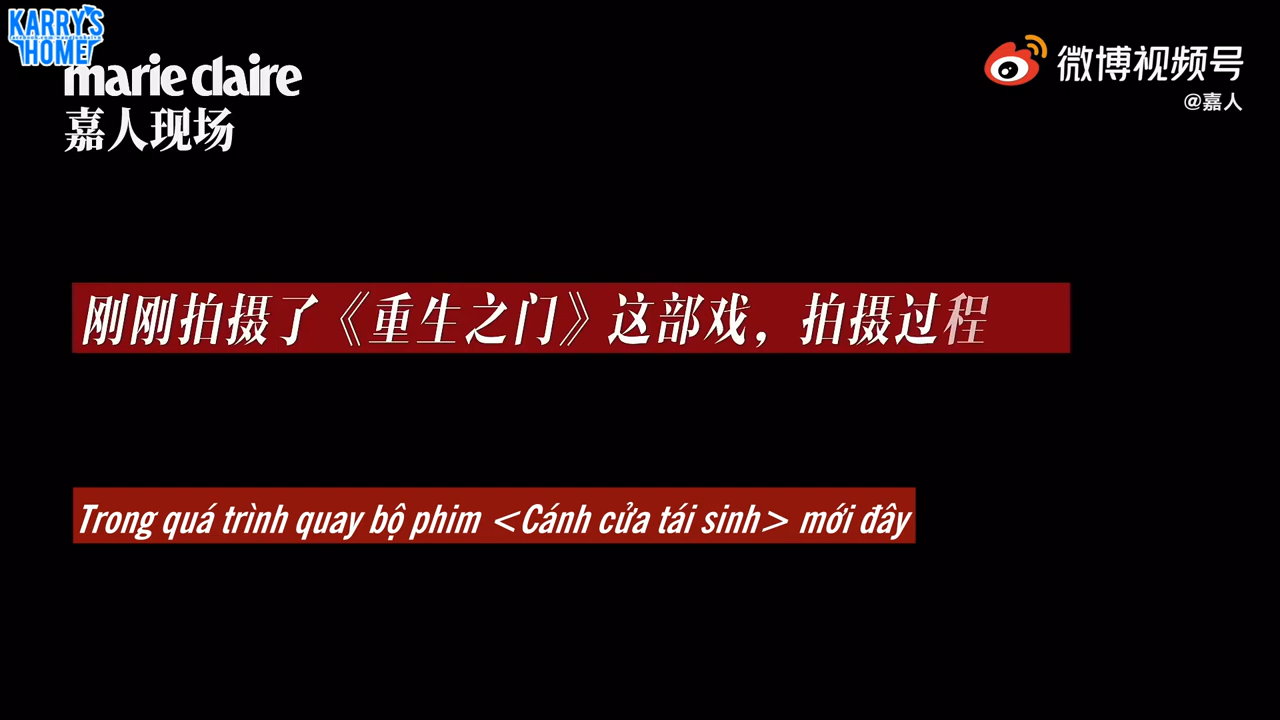 KARRY'S
HOME
marie claire
嘉人现场
微博视频号
@嘉人
刚刚拍摄了《重生之门》这部戏，拍摄过程
Trong quá trình quay bộ phim <Cánh cửa tái sinh> mới đây